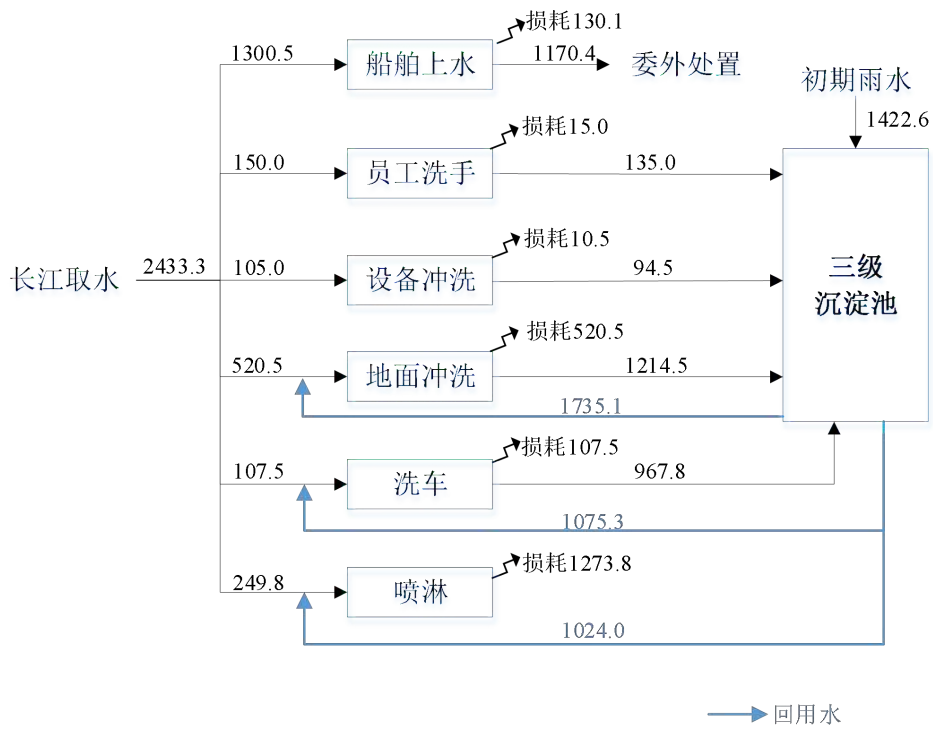 损耗130.1
1300.5
船舶上水
1170.4
委外处置
初期雨水
1422.6
损耗15.0
150.0
员工洗手
135.0
损耗10.5
长江取水
2433.3
105.0
设备冲洗
94.5
三级
沉淀池
损耗520.5
520.5
地面冲洗
1214.5
1735.1
损耗107.5
107.5
洗车
967.8
1075.3
损耗1273.8
249.8
喷淋
1024.0
回用水